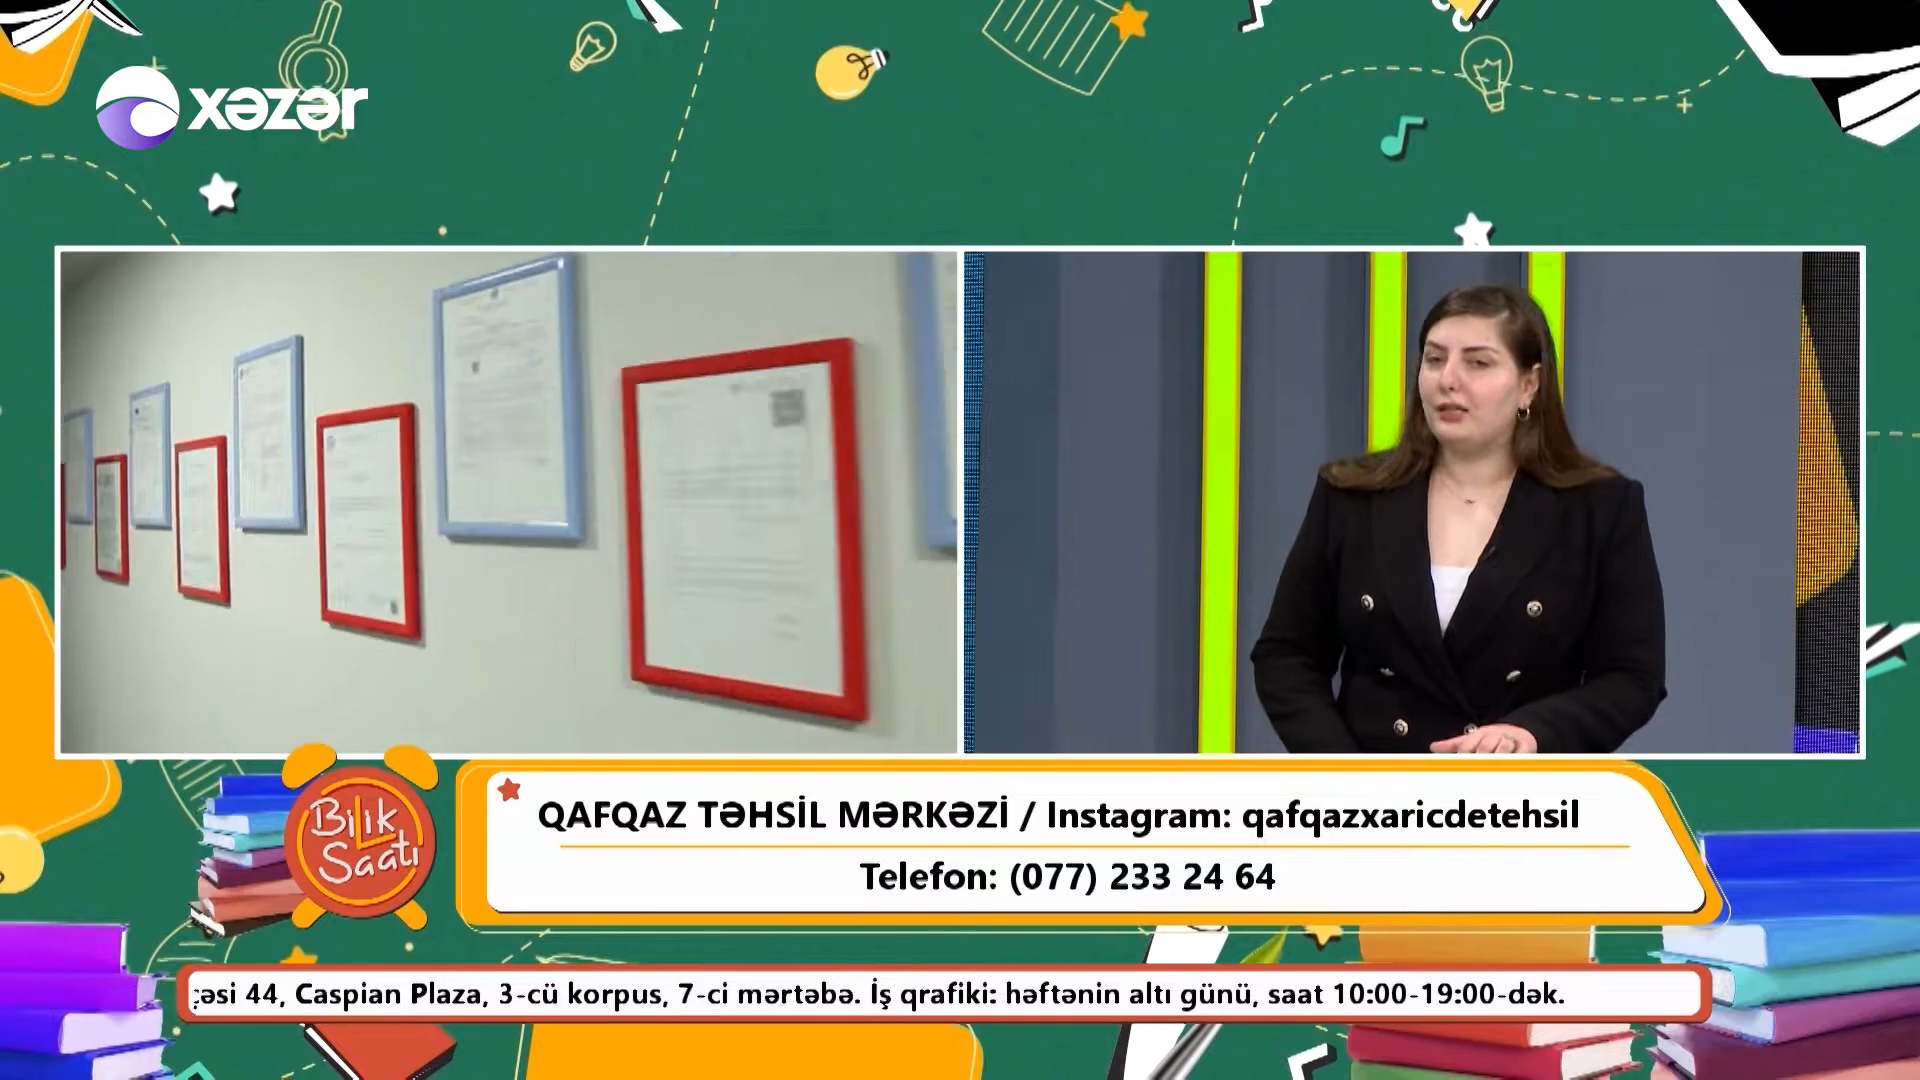 xəzər
Bilik
Saatı
QAFQAZ TƏHSİL MƏRKƏZİ / Instagram: qafqazxaricdetehsil
Telefon: (077) 233 24 64
44, Caspian Plaza, 3-cü korpus, 7-ci mərtəbə. İş qrafiki: həftənin altı günü, saat 10:00-19:00-dək.